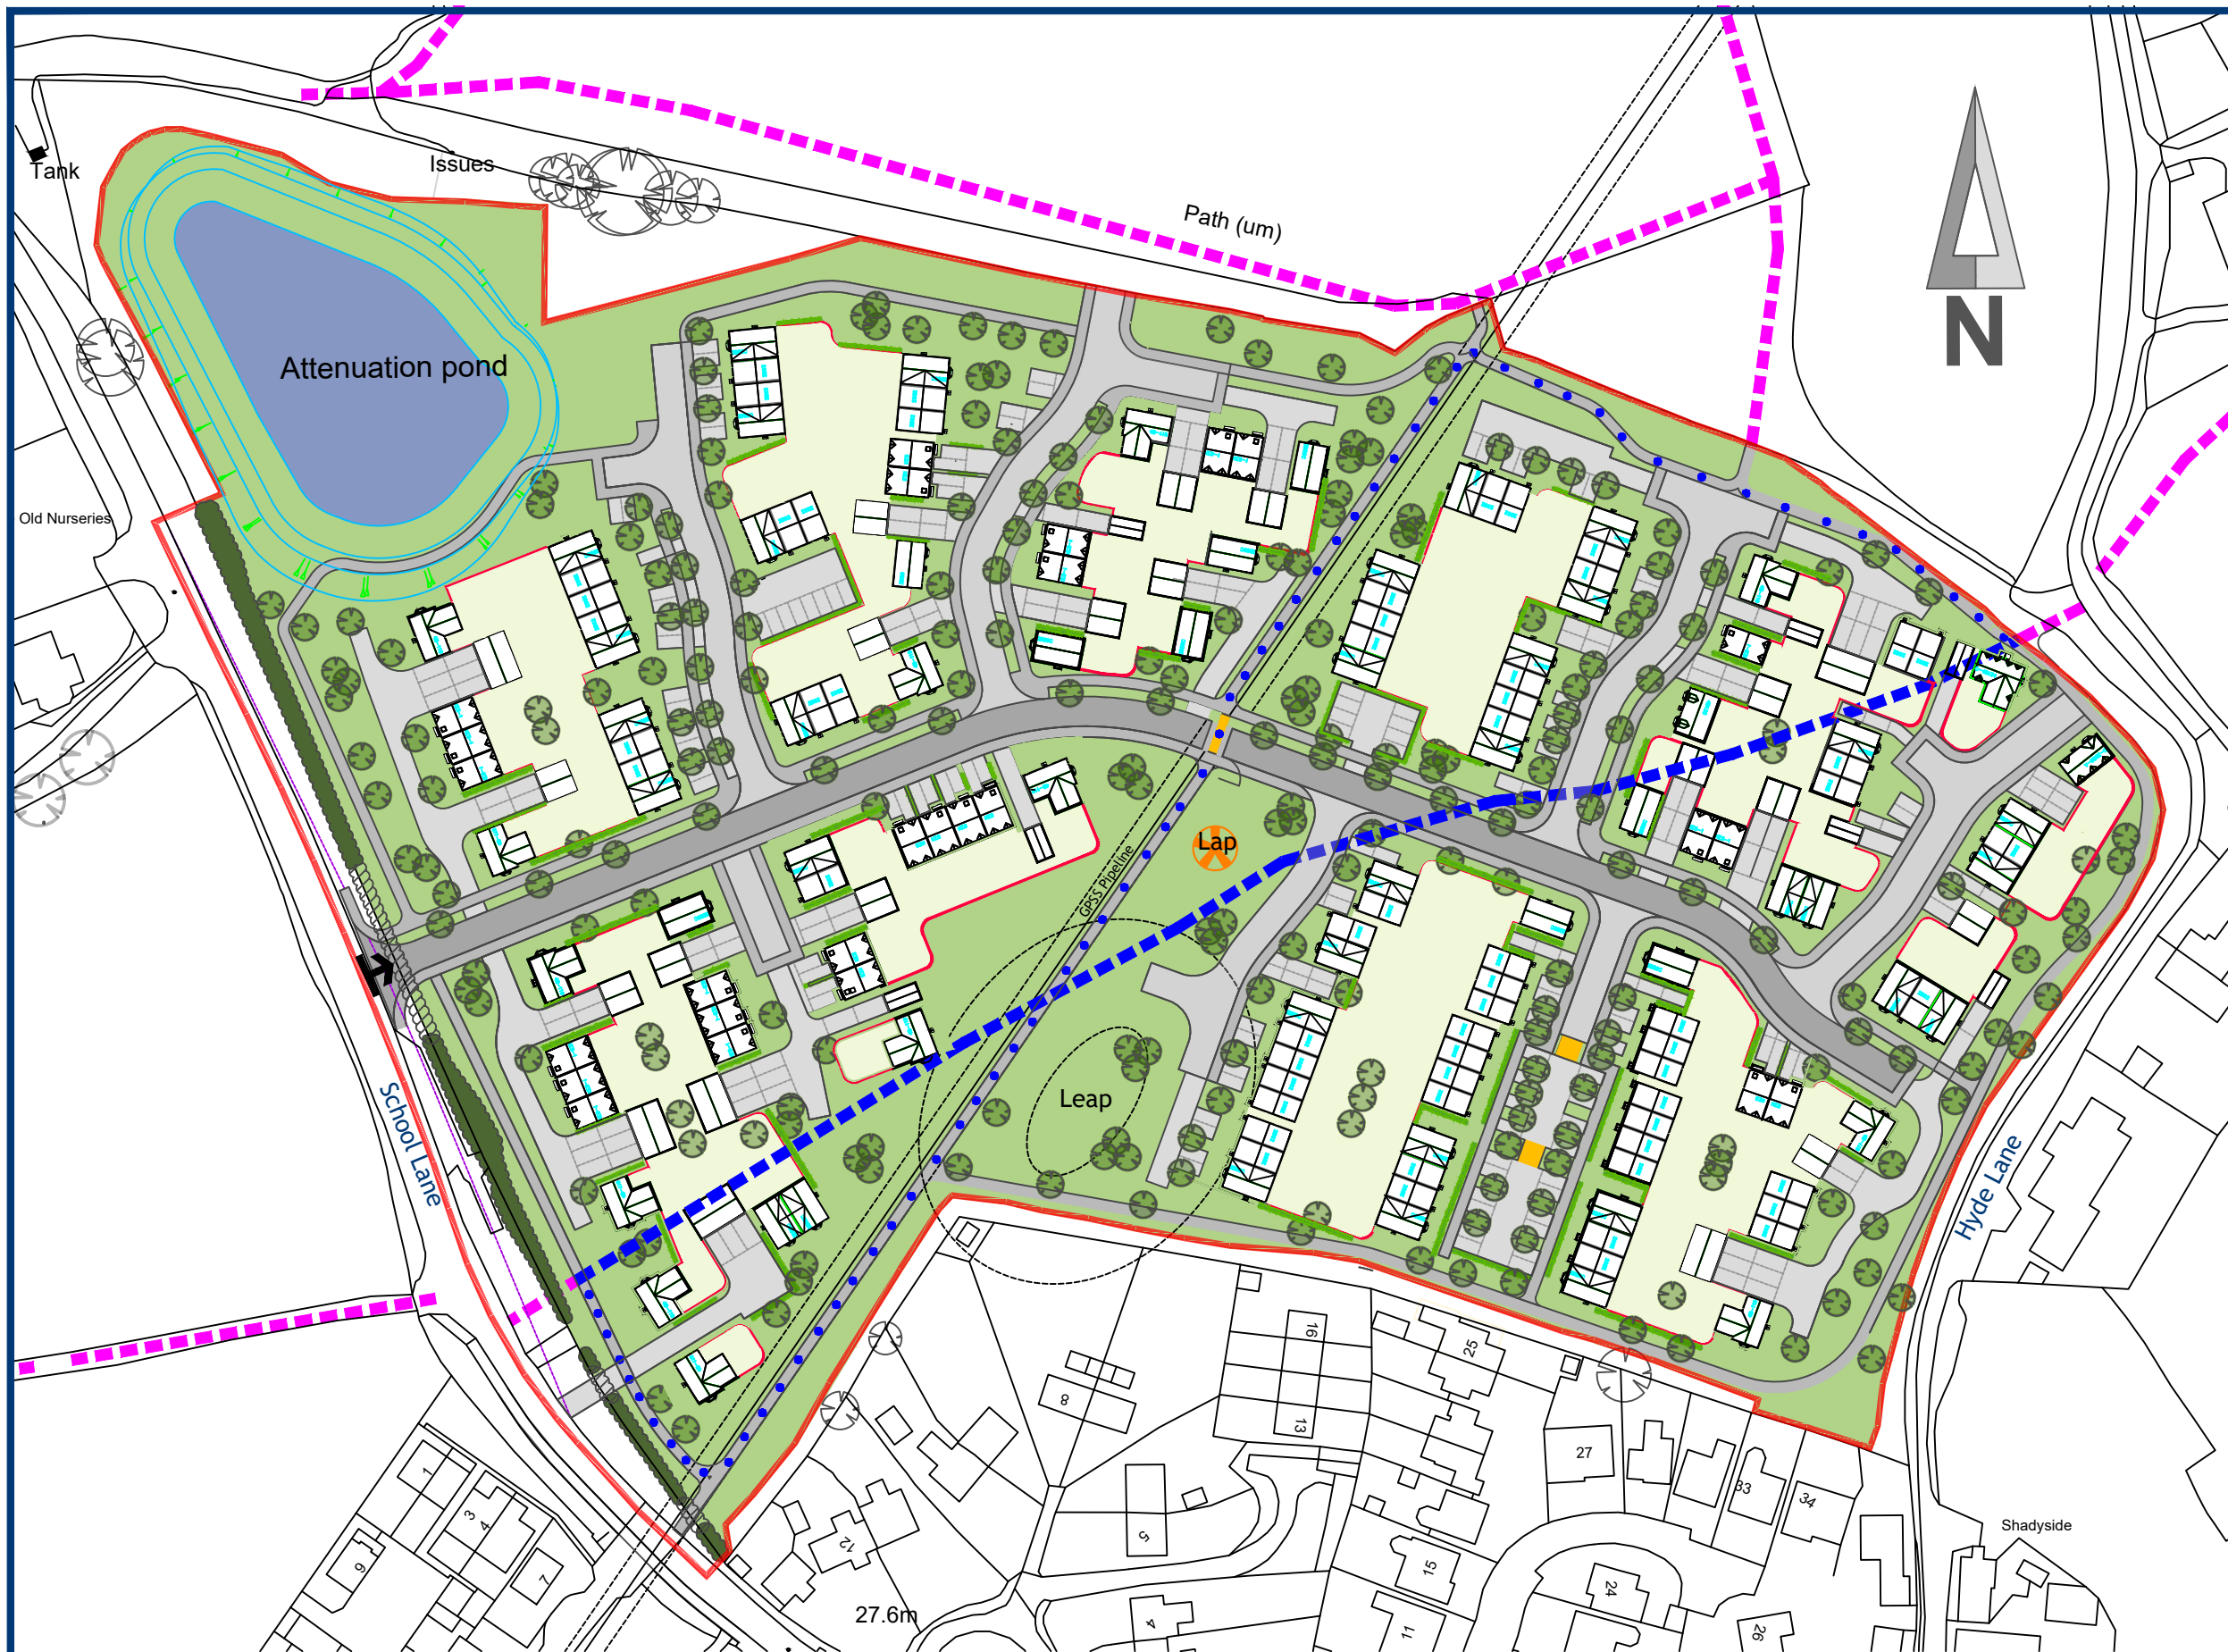 Tank
Issues
Path (um)
N
Attenuation pond
Old Nurseries
Lap
GPSS Pipeline
Leap
School Lane
Hyde Lane
16
25
8
13
27
33
34
1
3
4
5
12
9
7
15
24
Shadyside
27.6m
4
11
26